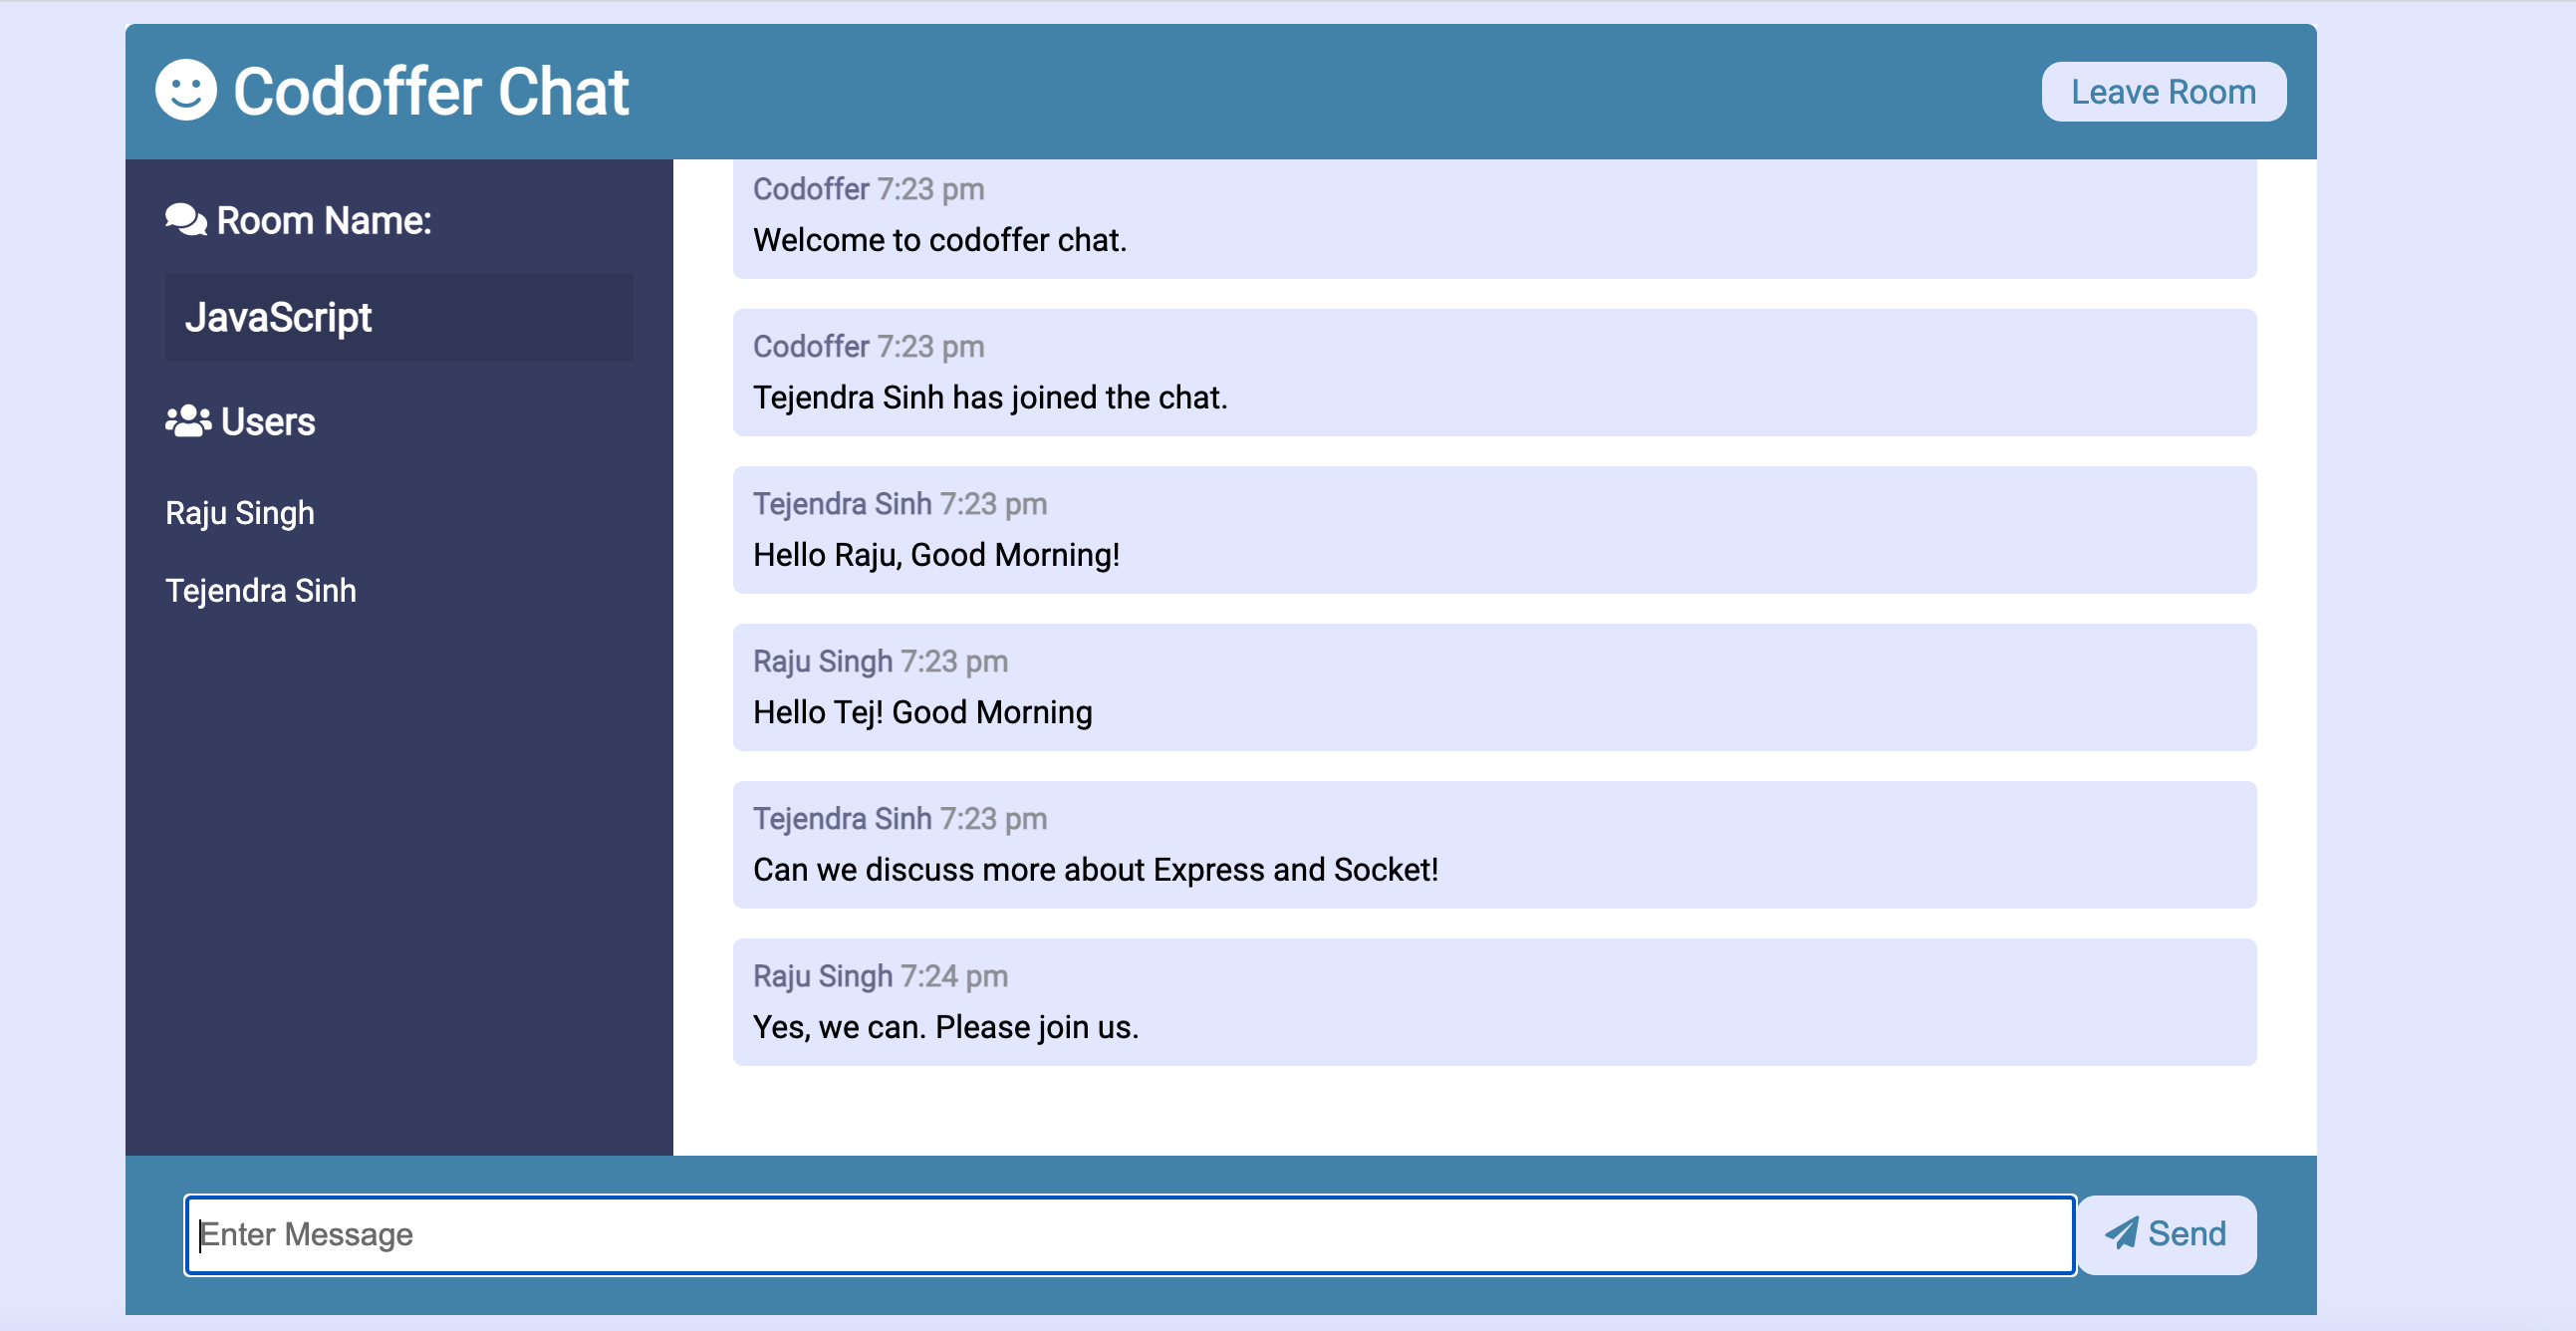 Codoffer Chat
Leave Room
Room Name:
JavaScript
Users
Raju Singh
Tejendra Sinh
Codoffer 7:23 pm
Welcome to codoffer chat.
Codoffer 7:23 pm
Tejendra Sinh has joined the chat.
Tejendra Sinh 7:23 pm
Hello Raju, Good Morning!
Raju Singh 7:23 pm
Hello Tej! Good Morning
Tejendra Sinh 7:23 pm
Can we discuss more about Express and Socket!
Raju Singh 7:24 pm
Yes, we can. Please join us.
Enter Message
Send